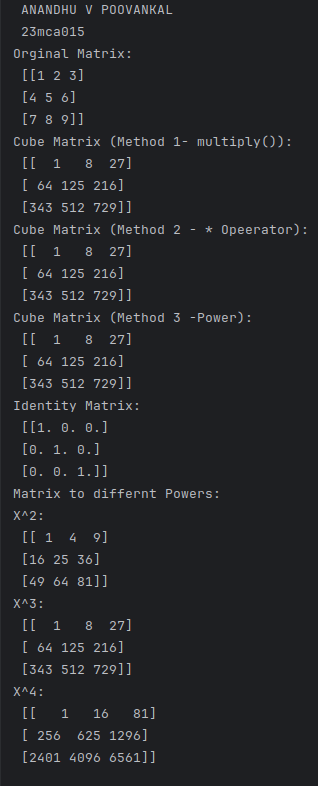 ANANDHU V POOVANKAL
23mca015
Orginal Matrix:
[[1 2 3]
[4 5 6]
[7 8 9]]
Cube Matrix (Method 1- multiply()):
[[  1   8  27]
[ 64 125 216]
[343 512 729]]
Cube Matrix (Method 2 - * Opeerator):
[[  1   8  27]
[ 64 125 216]
[343 512 729]]
Cube Matrix (Method 3 -Power):
[[  1   8  27]
[ 64 125 216]
[343 512 729]]
Identity Matrix:
[[1. 0. 0.]
[0. 1. 0.]
[0. 0. 1.]]
Matrix to differnt Powers:
X^2:
[[ 1  4  9]
[16 25 36]
[49 64 81]]
X^3:
[[  1   8  27]
[ 64 125 216]
[343 512 729]]
X^4:
[[   1   16   81]
[ 256  625 1296]
[2401 4096 6561]]